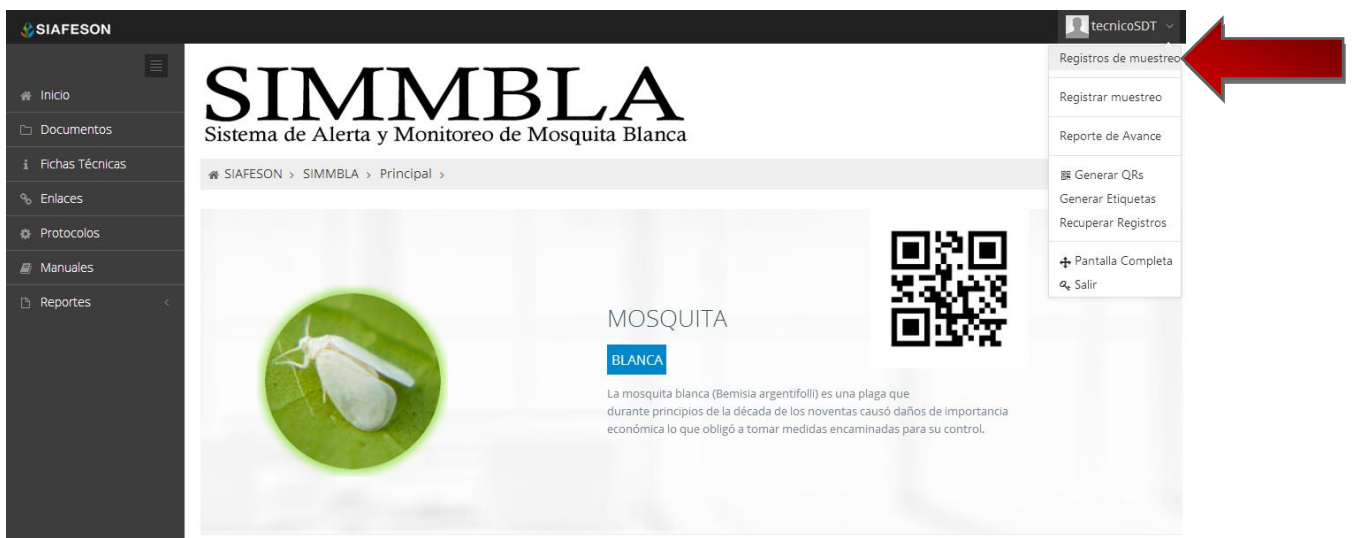 SIAFESON
tecnicoSDT
Inicio
Documentos
Fichas Técnicas
Enlaces
Protocolos
Manuales
Reportes
SIMMBLA
Sistema de Alerta y Monitoreo de Mosquita Blanca
SIAFESON > SIMMBLA > Principal >
Registros de muestreo
Registrar muestreo
Reporte de Avance
Generar QRs
Generar Etiquetas
Recuperar Registros
Pantalla Completa
Salir
MOSQUITA
BLANCA
La mosquita blanca (Bemisia argentifolli) es una plaga que
durante principios de la década de los noventas causó daños de importancia
económica lo que obligó a tomar medidas encaminadas para su control.